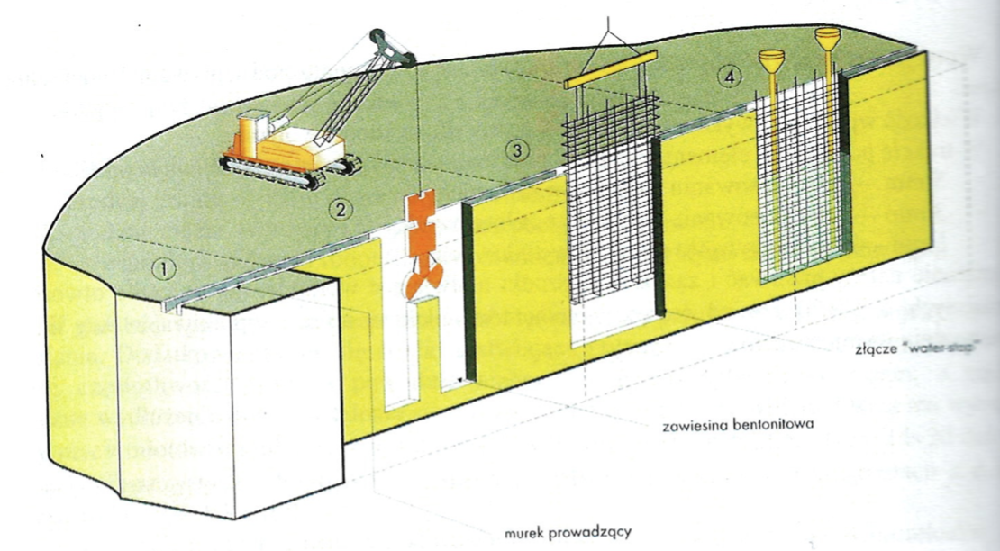 1
2
3
4
złącze "water-stop"
zawiesina bentonitowa
murek prowadzący